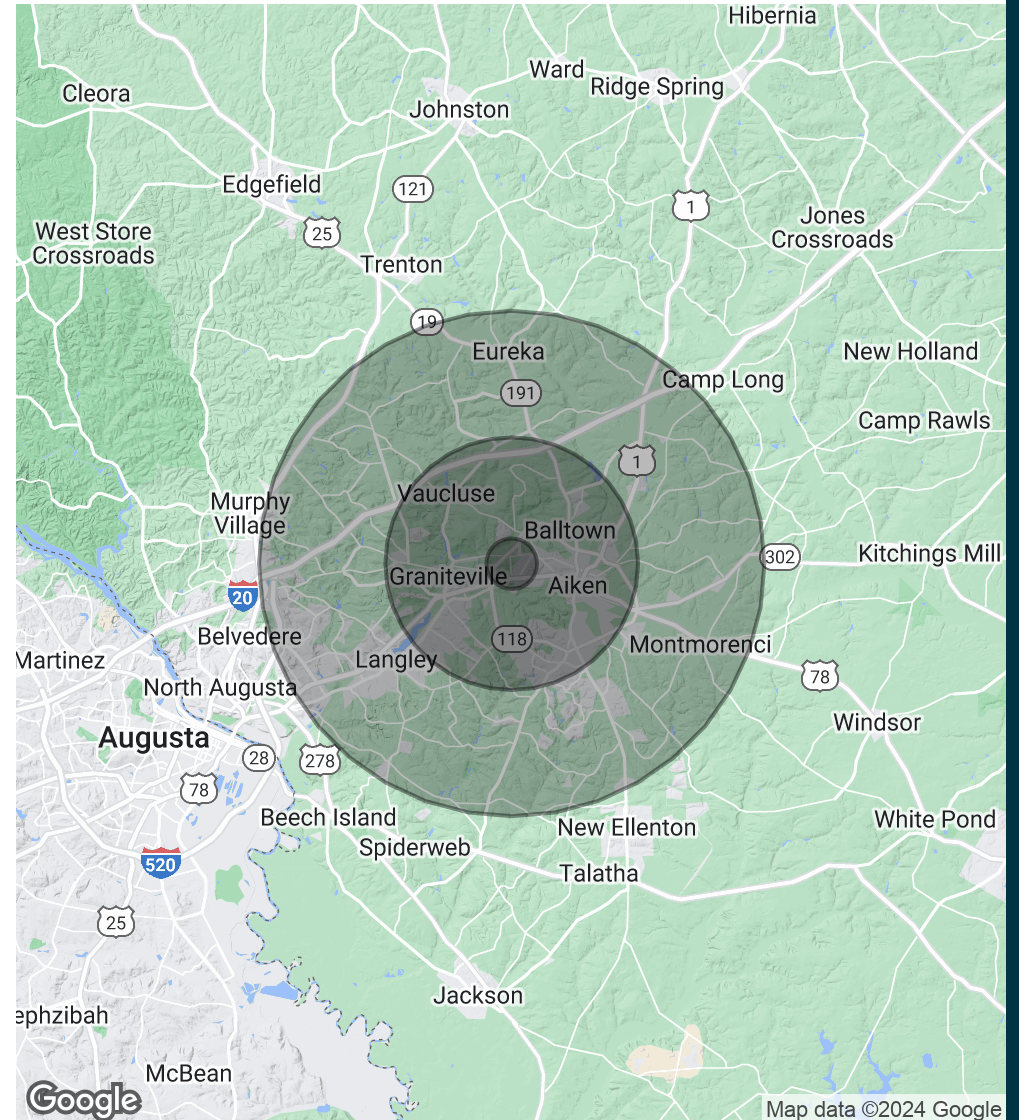 Hibernia
Ward
Ridge Spring
Cleora
Johnston
Edgefield
121
1
25
Jones
Crossroads
West Store
Crossroads
Trenton
19
Eureka
New Holland
Camp Long
191
Camp Rawls
1
Vaucluse
Murphy
Village
Balltown
302
Kitchings Mill
Graniteville
Aiken
20
Belvedere
118
Montmorenci
Martinez
Langley
78
North Augusta
Windsor
Augusta
28
278
78
Beech Island
New Ellenton
White Pond
Spiderweb
520
Talatha
25
Jackson
ephzibah
McBean
Google
Map data ©2024 Google